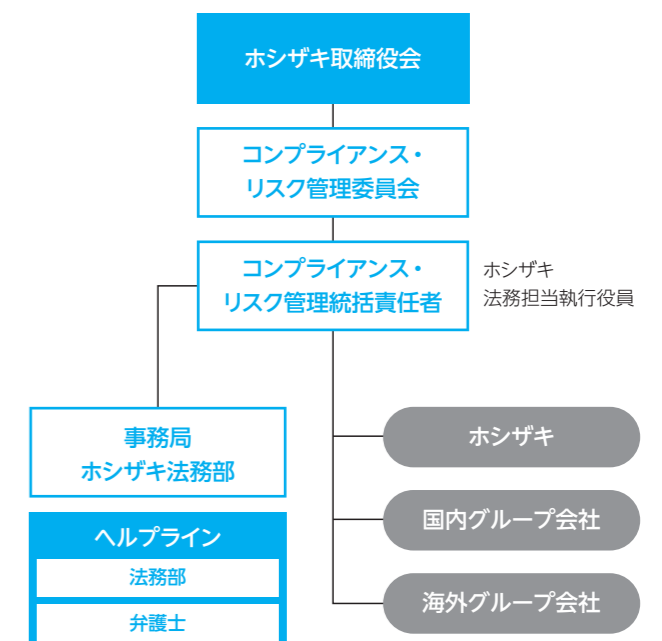 ホシザキ取締役会
コンプライアンス・
リスク管理委員会
コンプライアンス・
リスク管理統括責任者
ホシザキ
法務担当執行役員
事務局
ホシザキ法務部
ヘルプライン
法務部
弁護士
ホシザキ
国内グループ会社
海外グループ会社